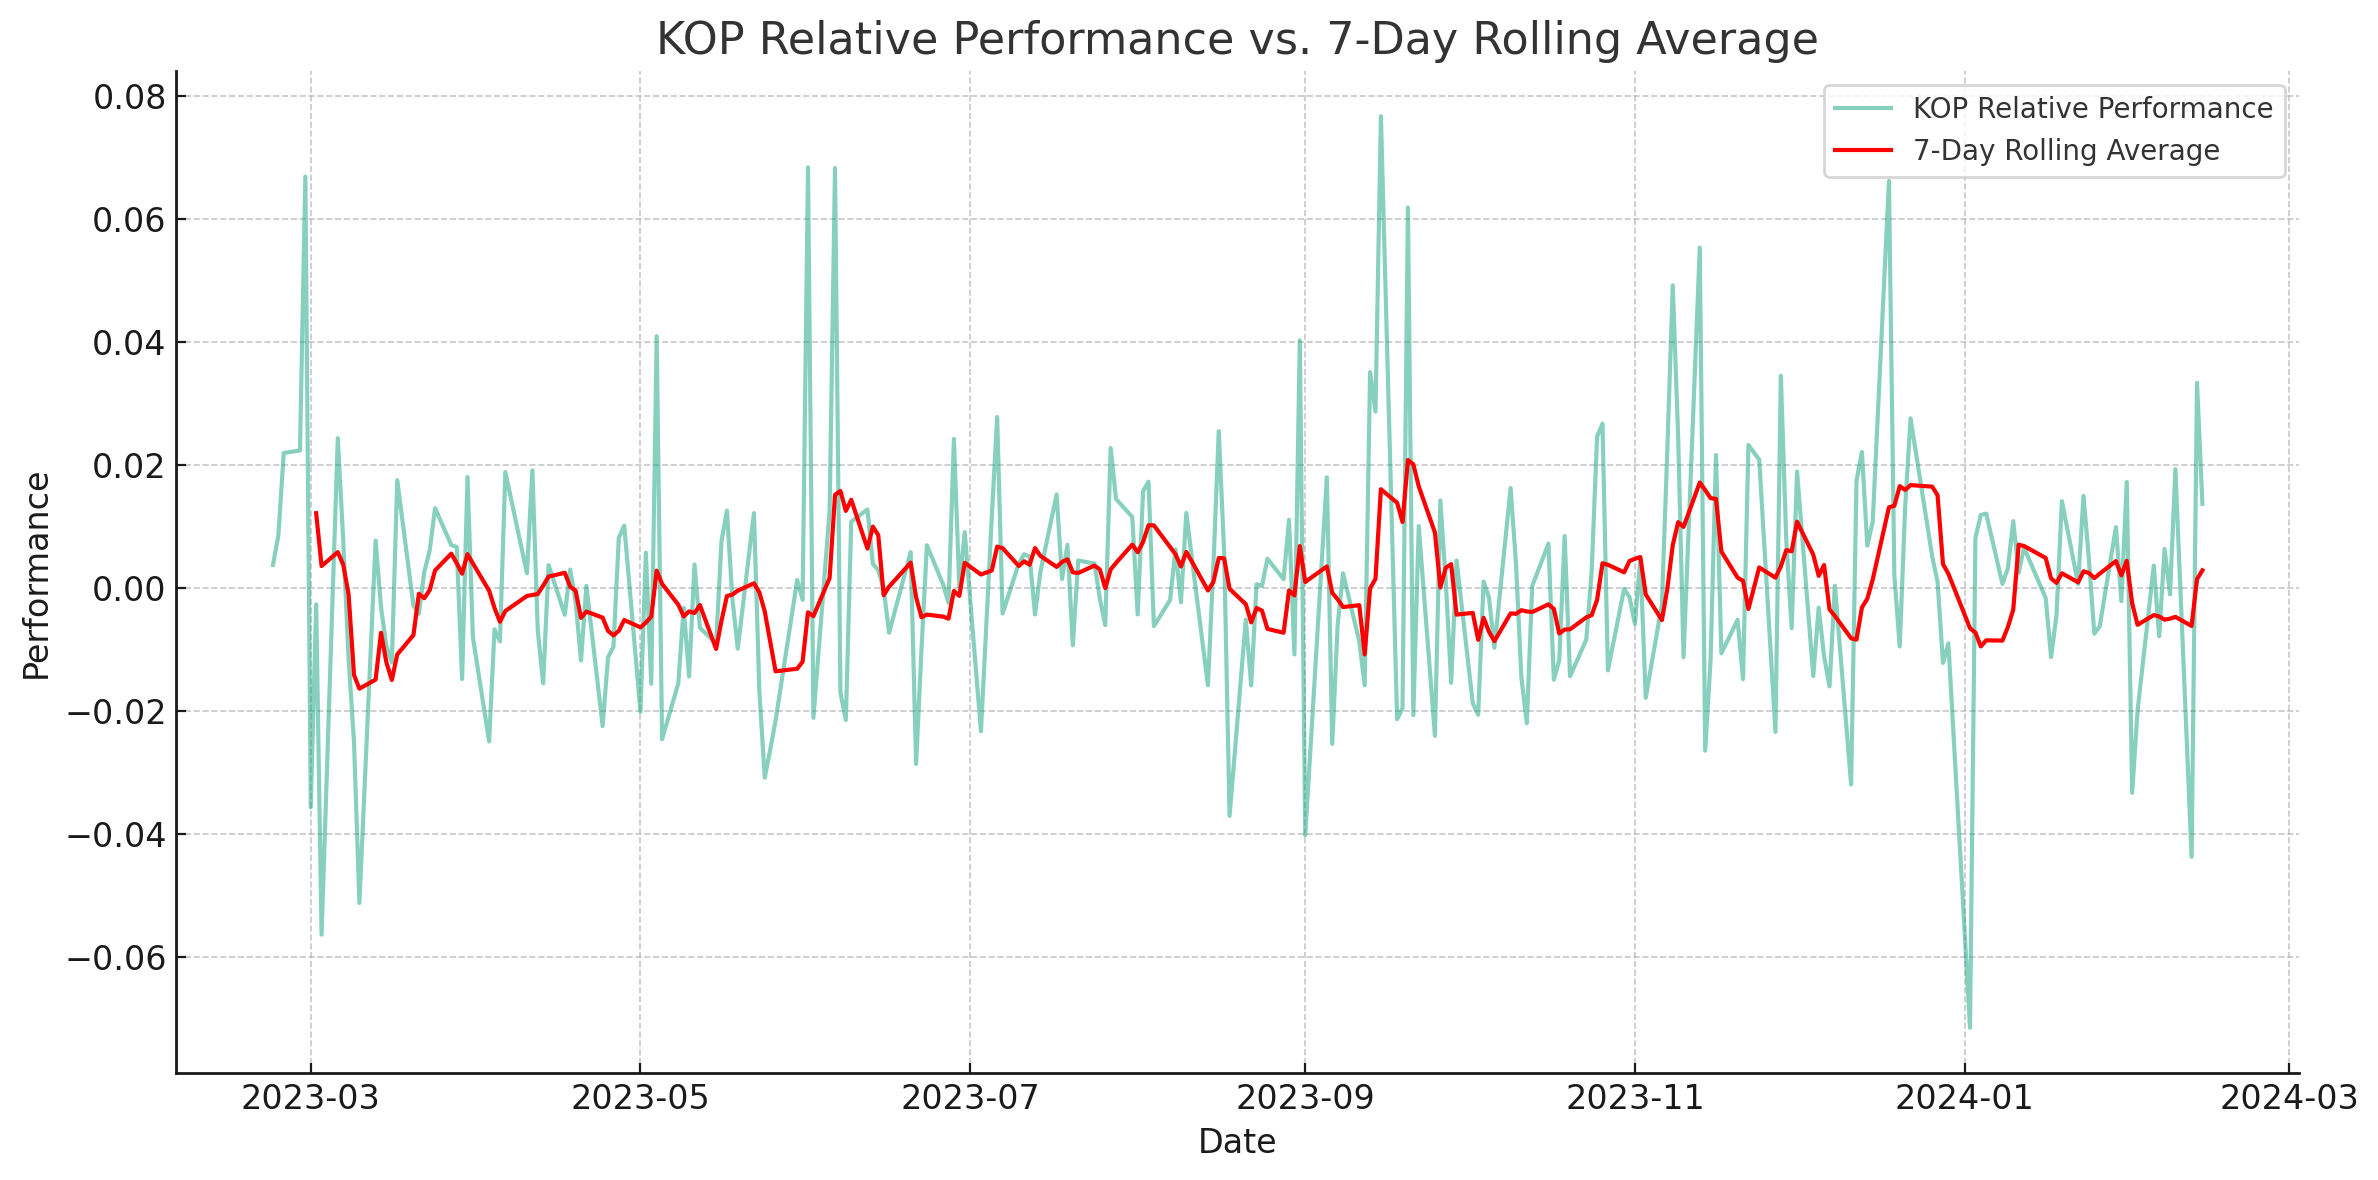 KOP Relative Performance vs. 7-Day Rolling Average
KOP Relative Performance
7-Day Rolling Average
Performance
0.08
0.06
0.04
0.02
0.00
−0.02
−0.04
−0.06
2023-03 2023-05 2023-07 2023-09 2023-11 2024-01 2024-03
Date